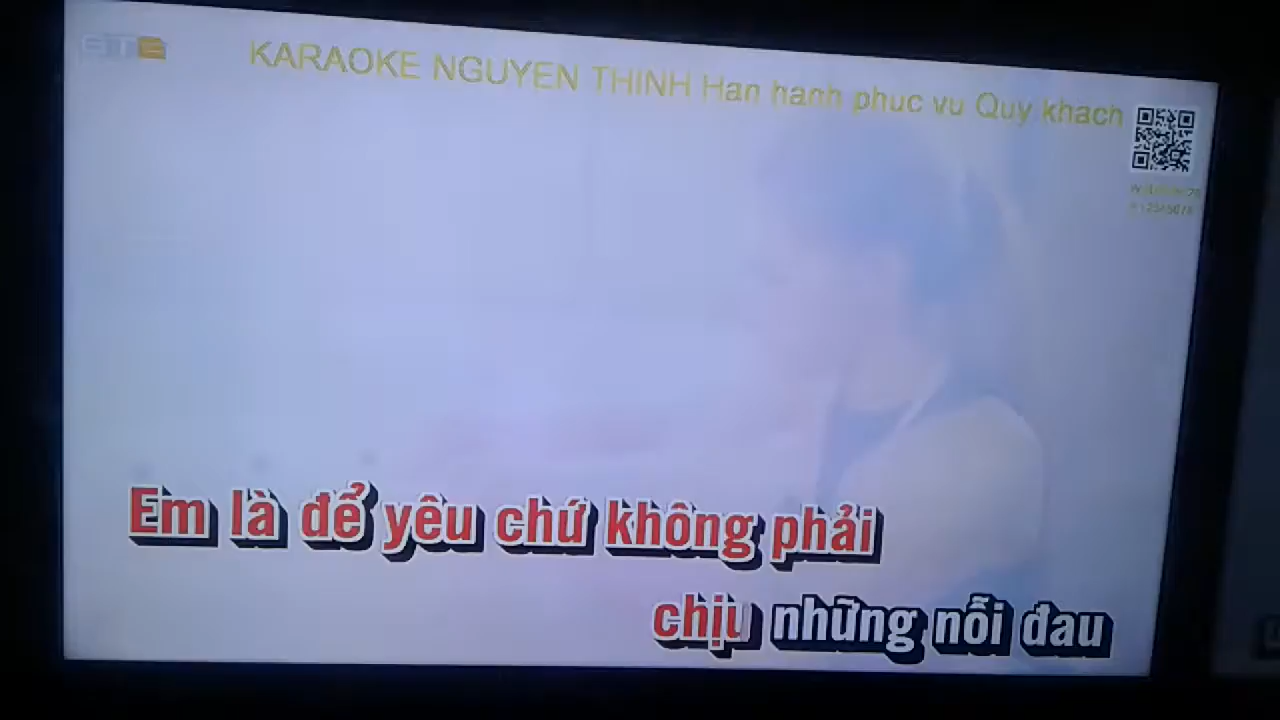 KARAOKE NGUYEN THINH Han hanh phuc vu Quy khach
Em là để yêu chứ không phải
chịu những nỗi đau